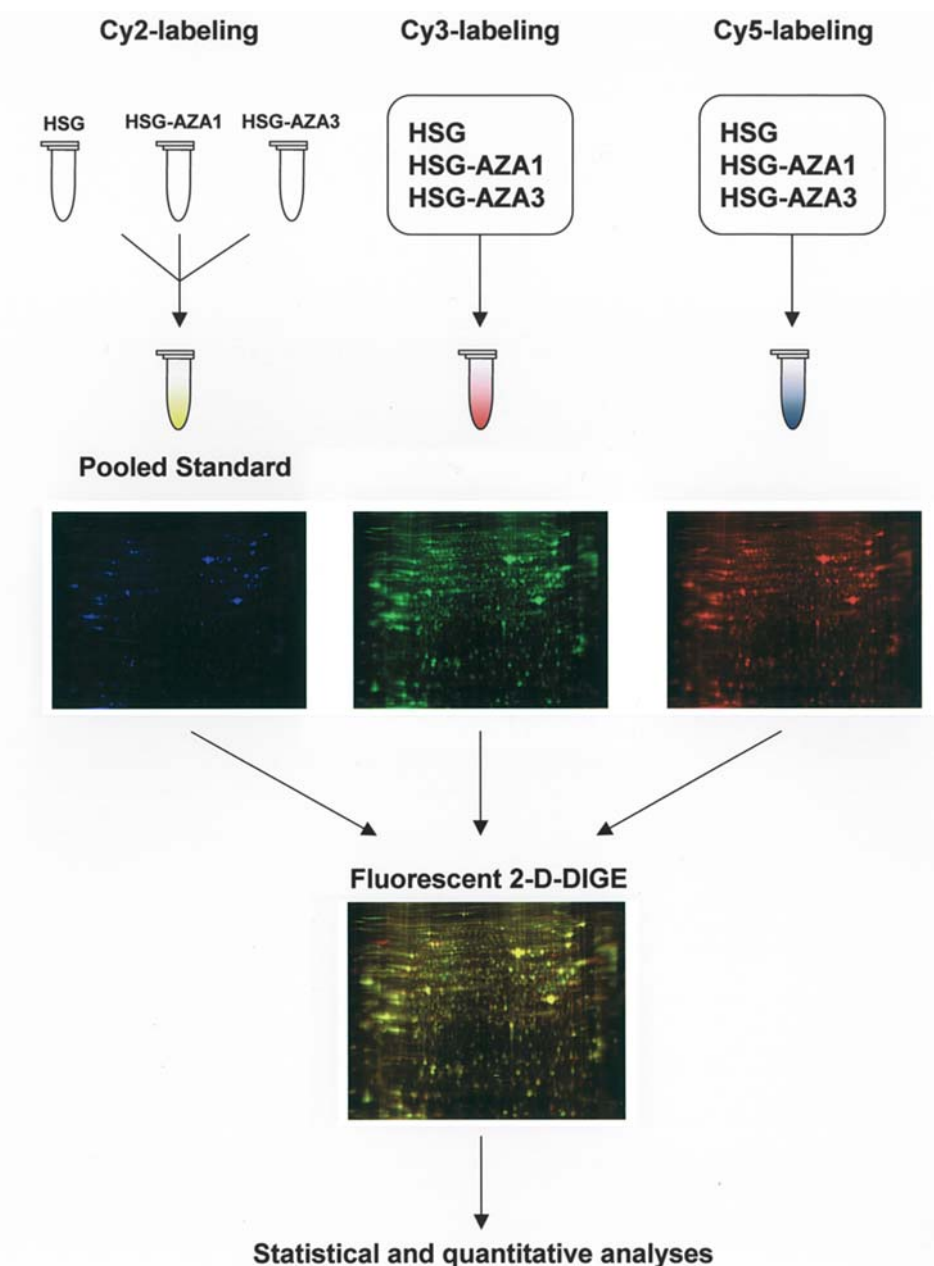 Cy2-labeling
Cy3-labeling
Cy5-labeling
HSG
HSG-AZA1
HSG-AZA3
HSG
HSG-AZA1
HSG-AZA3
HSG
HSG-AZA1
HSG-AZA3
Pooled Standard
Fluorescent 2-D-DIGE
Statistical and quantitative analyses